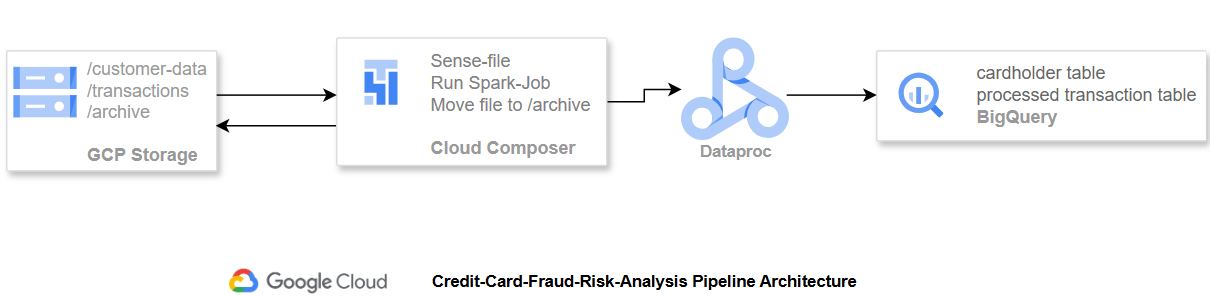 /customer-data
/transactions
/archive
GCP Storage
Sense-file
Run Spark-Job
Move file to /archive
Cloud Composer
Dataproc
cardholder table
processed transaction table
BigQuery
Google Cloud
Credit-Card-Fraud-Risk-Analysis Pipeline Architecture